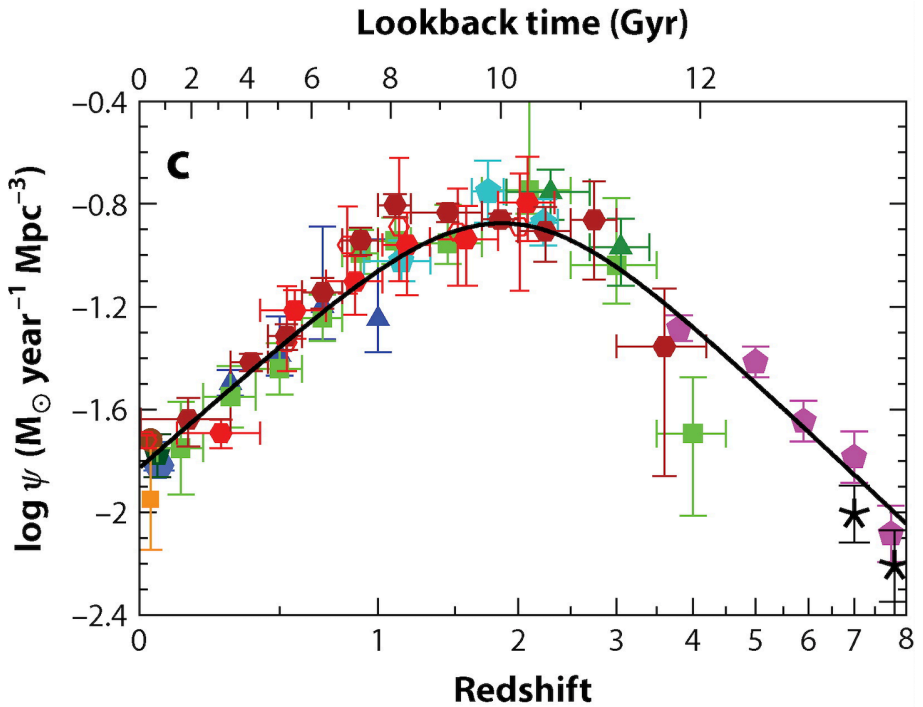 Lookback time (Gyr)
0 2 4 6 8 10 12
−0.4
−0.8
−1.2
−1.6
−2
−2.4
c
log ψ (M☉ year−1 Mpc−3)
0 1 2 3 4 5 6 7 8
Redshift